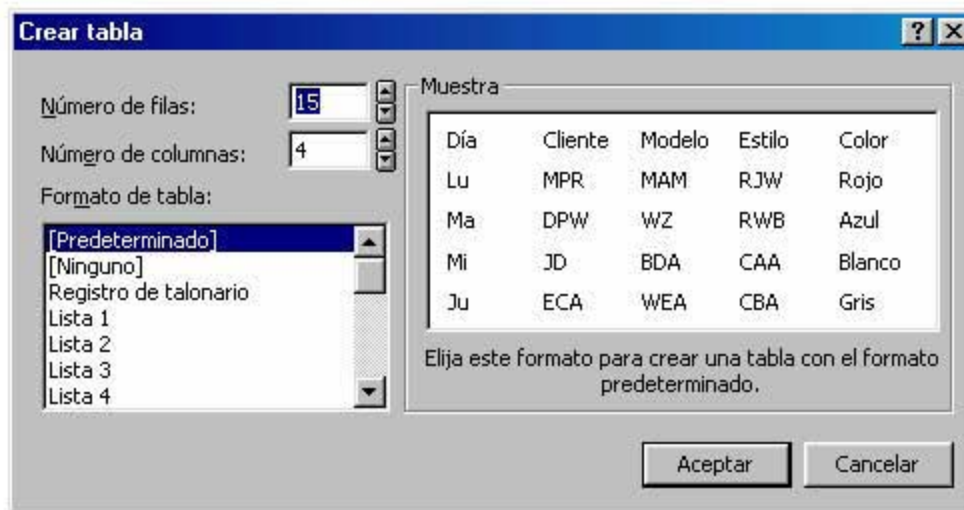 Crear tabla
Número de filas: 15
Número de columnas: 4
Formato de tabla:
[Predeterminado]
[Ninguno]
Registro de talonario
Lista 1
Lista 2
Lista 3
Lista 4
Muestra
Día Cliente Modelo Estilo Color
Lu MPR MAM RJW Rojo
Ma DPW WZ RWB Azul
Mi JD BDA CAA Blanco
Ju ECA WEA CBA Gris
Elija este formato para crear una tabla con el formato
predeterminado.
Aceptar Cancelar